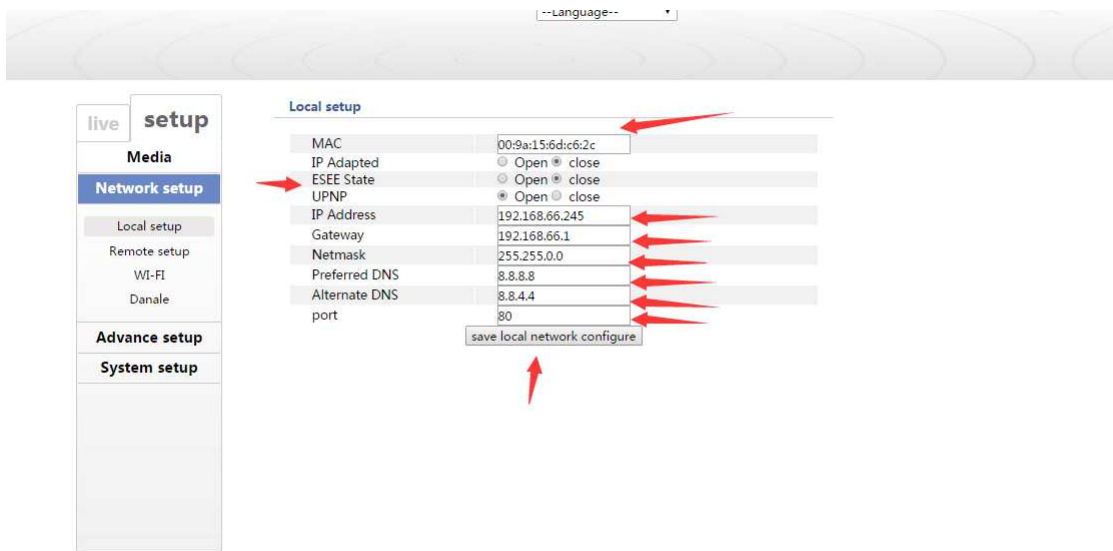 --Language--
live
setup
Media
Network setup
Local setup
Remote setup
WI-FI
Danale
Advance setup
System setup
Local setup
MAC 00:9a:15:6d:c6:2c
IP Adapted Open close
ESEE State Open close
UPNP Open close
IP Address 192.168.66.245
Gateway 192.168.66.1
Netmask 255.255.0.0
Preferred DNS 8.8.8.8
Alternate DNS 8.8.4.4
port 80
save local network configure